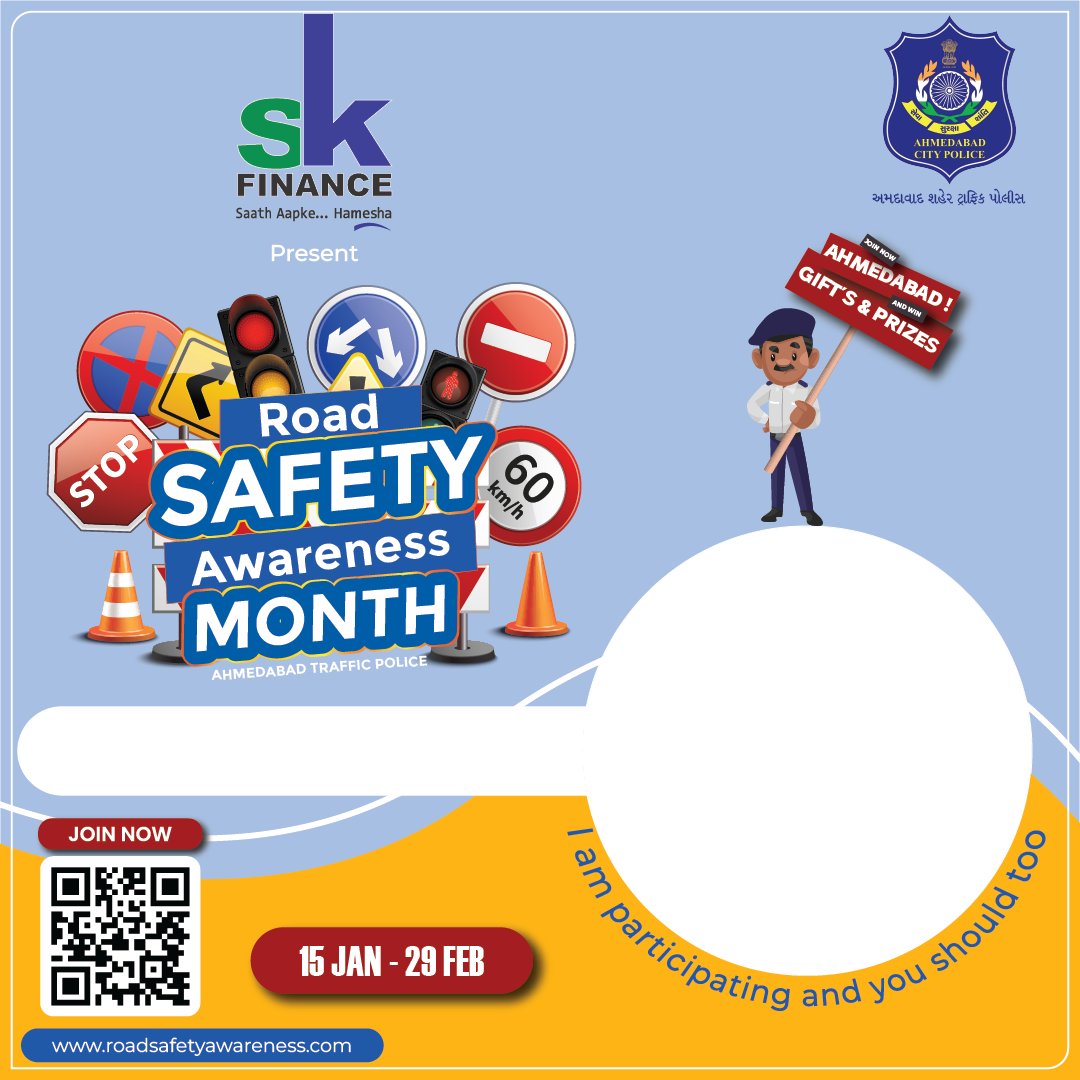 sk
FINANCE
Saath Aapke... Hamesha
Present
સેવા
સુરક્ષા
શાંતિ
AHMEDABAD
CITY POLICE
અમદાવાદ શહેર ટ્રાફિક પોલીસ
JOIN NOW
AHMEDABAD !
AND WIN
GIFT'S & PRIZES
STOP
60
km/h
Road
SAFETY
Awareness
MONTH
AHMEDABAD TRAFFIC POLICE
JOIN NOW
15 JAN - 29 FEB
I am participating and you should too
www.roadsafetyawareness.com